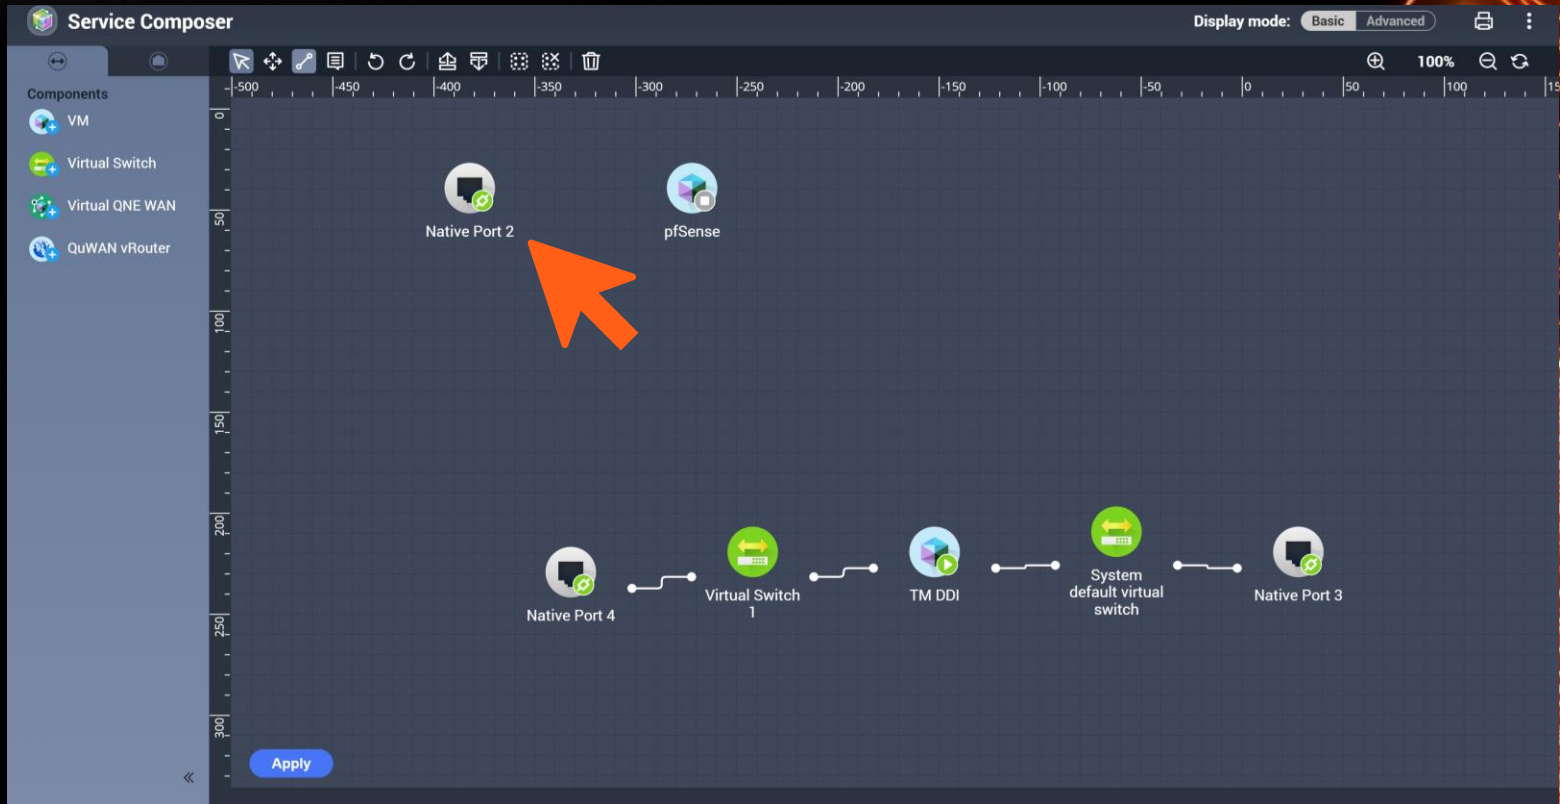 Service Composer
Display mode: Basic Advanced
100%
Components
-500 -450 -400 -350 -300 -250 -200 -150 -100 -50 0 50 100 15
0
VM
Virtual Switch
Virtual QNE WAN
50
Native Port 2
pfSense
QuWAN vRouter
100
150
200
System
default virtual
switch
Virtual Switch
1
TM DDI
Native Port 3
Native Port 4
250
300
Apply